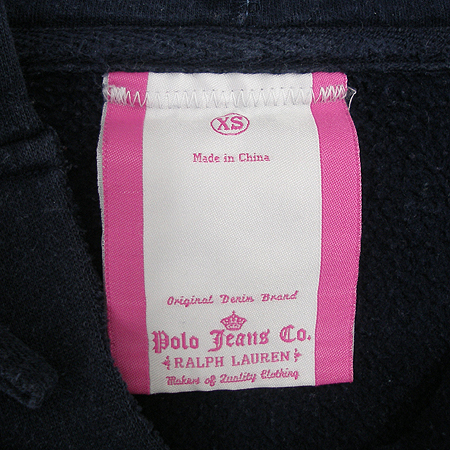 XS
Made in China
Original Denim Brand
Polo Jeans Co.
RALPH LAUREN
Makers of Quality Clothing